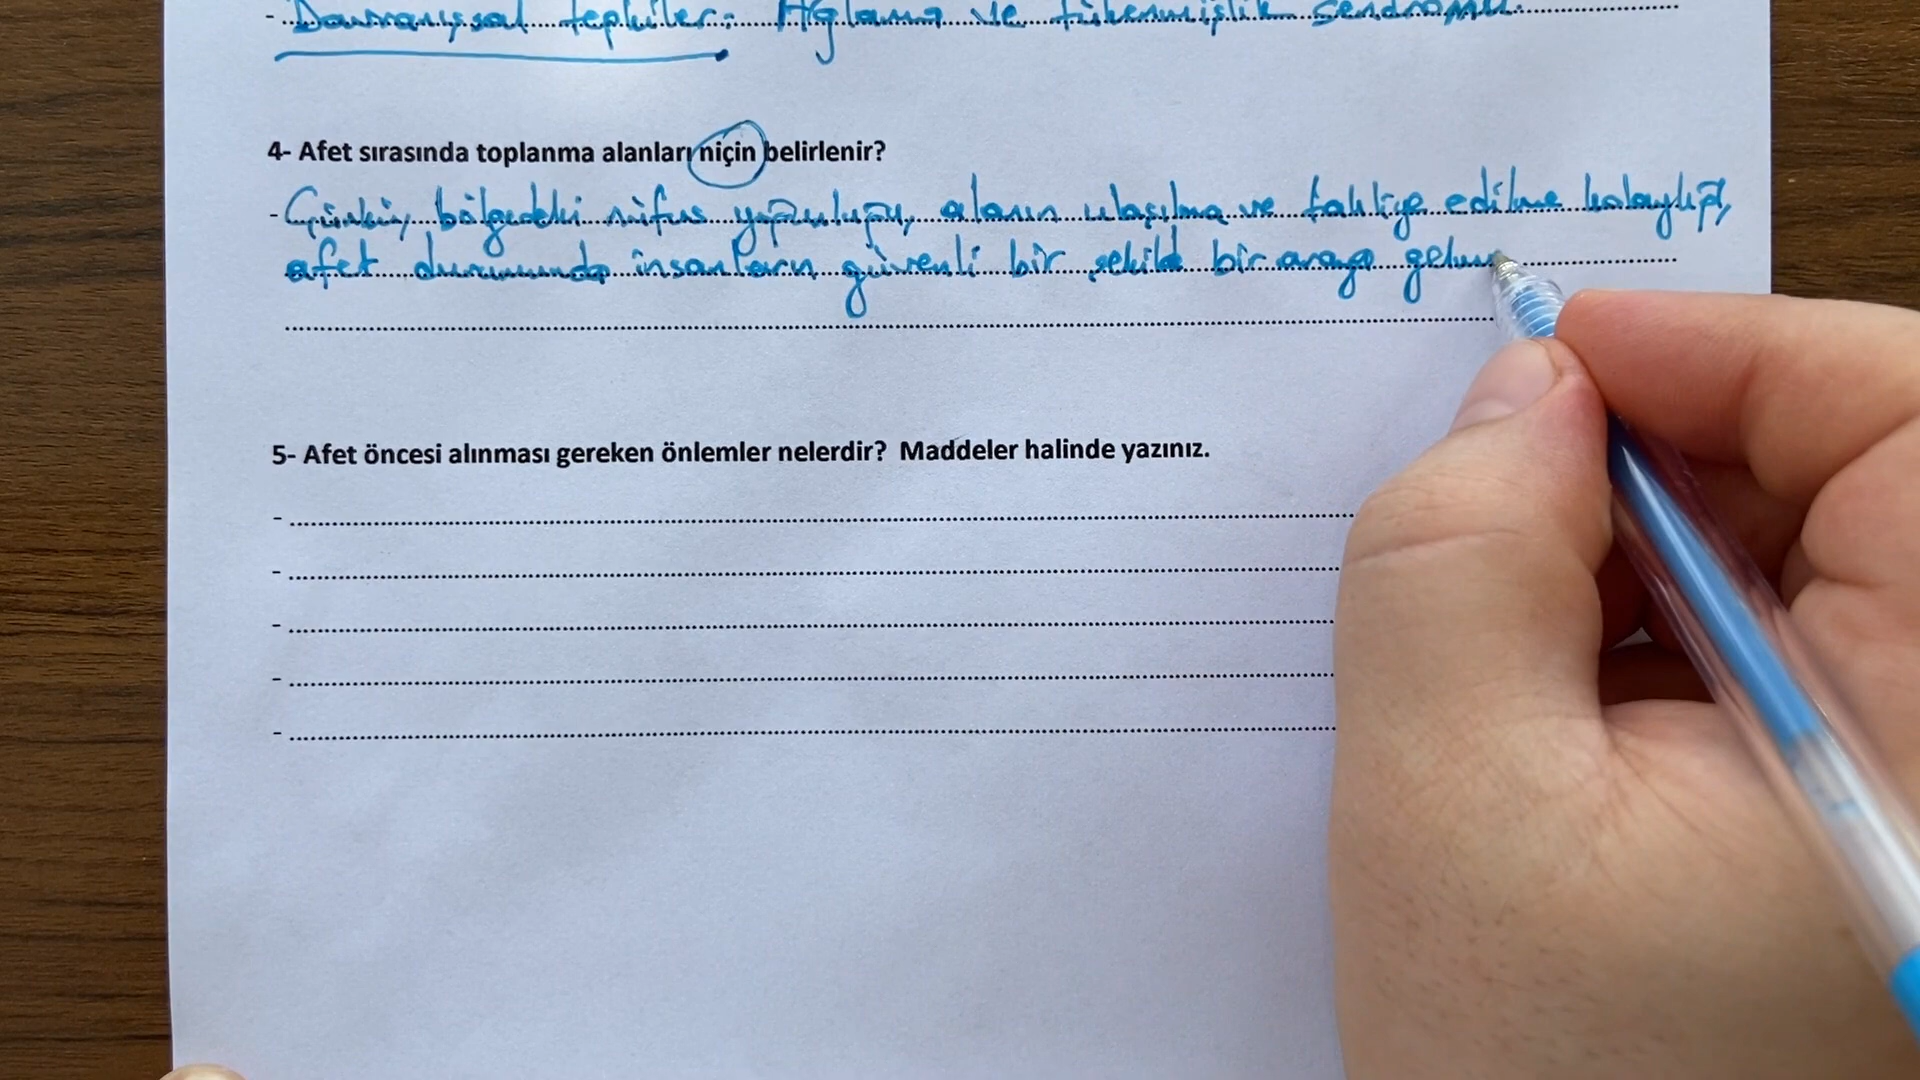 - Davranışsal tepkiler: Ağlama ve tükenmişlik sendromu.
4- Afet sırasında toplanma alanları niçin belirlenir?
- Çünkü, bölgedeki nüfus yoğunluğu, alanın ulaşılma ve tahliye edilme kolaylığı,
afet durumunda insanların güvenli bir şekilde bir araya gelme
5- Afet öncesi alınması gereken önlemler nelerdir? Maddeler halinde yazınız.
-
-
-
-
-